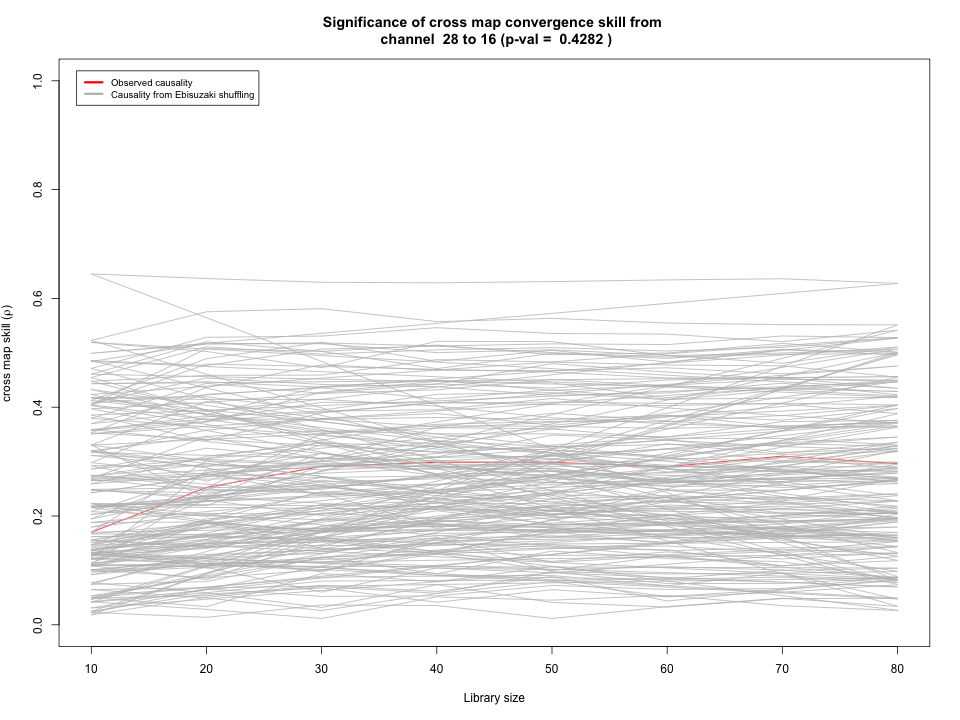 Significance of cross map convergence skill from
channel  28 to 16 (p-val =  0.4282 )
Observed causality
Causality from Ebisuzaki shuffling
cross map skill (ρ)
1.0
0.8
0.6
0.4
0.2
0.0
10 20 30 40 50 60 70 80
Library size